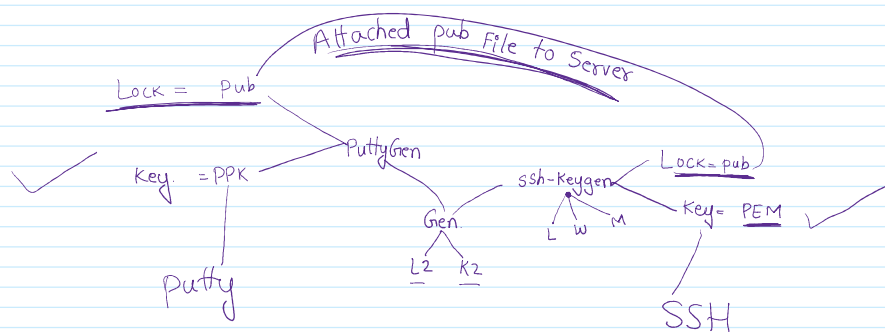 Attached pub File to Server
Lock = Pub
PuttyGen
Key. = PPK
Lock = pub
ssh-keygen
Key = PEM
Gen.
L W M
L2 K2
Putty
SSH